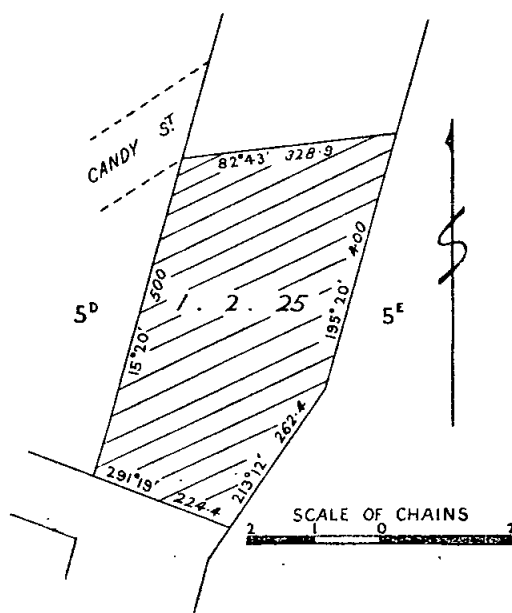 CANDY ST
82°43' 328.9
500
400
1. 2. 25
5D
5E
15°20'
195°20'
262.4
213°12'
291°19'
224.4
SCALE OF CHAINS
2 1 0 2